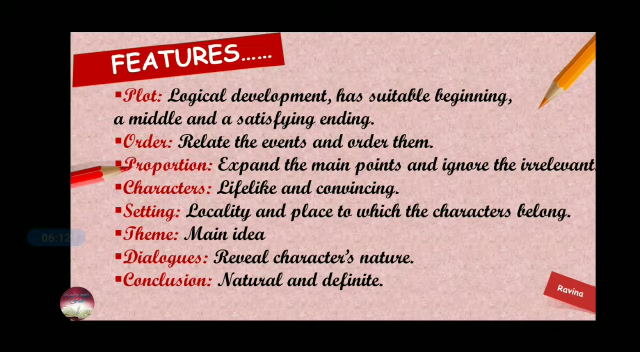 FEATURES......
▪Plot: Logical development, has suitable beginning,
a middle and a satisfying ending.
▪Order: Relate the events and order them.
▪Proportion: Expand the main points and ignore the irrelevant.
▪Characters: Lifelike and convincing.
▪Setting: Locality and place to which the characters belong.
▪Theme: Main idea
▪Dialogues: Reveal character's nature.
▪Conclusion: Natural and definite.
06:12
Ravina